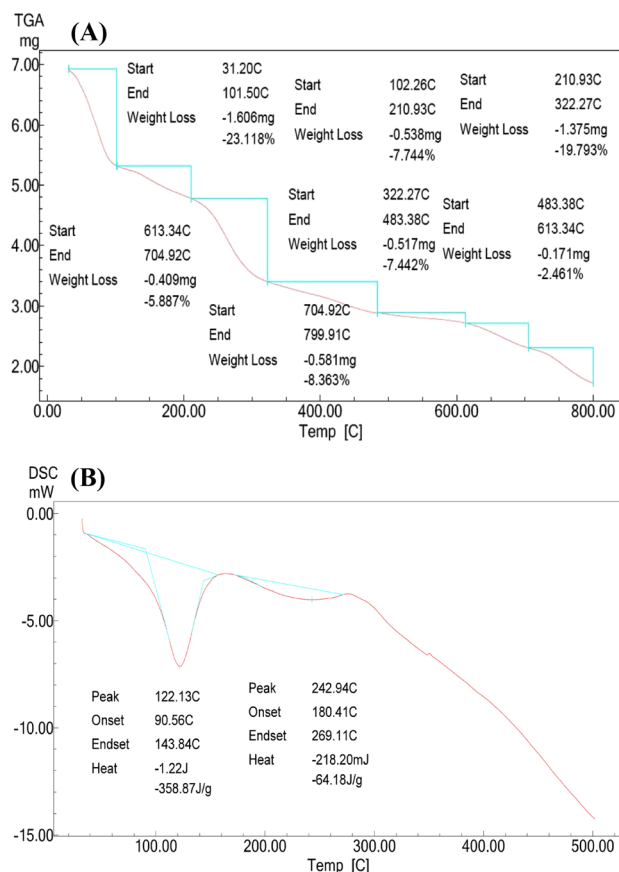 TGA
mg
(A)
7.00
6.00
5.00
4.00
3.00
2.00
Start 31.20C
End 101.50C
Weight Loss -1.606mg
-23.118%
Start 102.26C
End 210.93C
Weight Loss -0.538mg
-7.744%
Start 210.93C
End 322.27C
Weight Loss -1.375mg
-19.793%
Start 322.27C
End 483.38C
Weight Loss -0.517mg
-7.442%
Start 483.38C
End 613.34C
Weight Loss -0.171mg
-2.461%
Start 613.34C
End 704.92C
Weight Loss -0.409mg
-5.887%
Start 704.92C
End 799.91C
Weight Loss -0.581mg
-8.363%
0.00 200.00 400.00 600.00 800.00
Temp [C]
DSC
mW
(B)
0.00
-5.00
-10.00
-15.00
Peak 122.13C
Onset 90.56C
Endset 143.84C
Heat -1.22J
-358.87J/g
Peak 242.94C
Onset 180.41C
Endset 269.11C
Heat -218.20mJ
-64.18J/g
100.00 200.00 300.00 400.00 500.00
Temp [C]